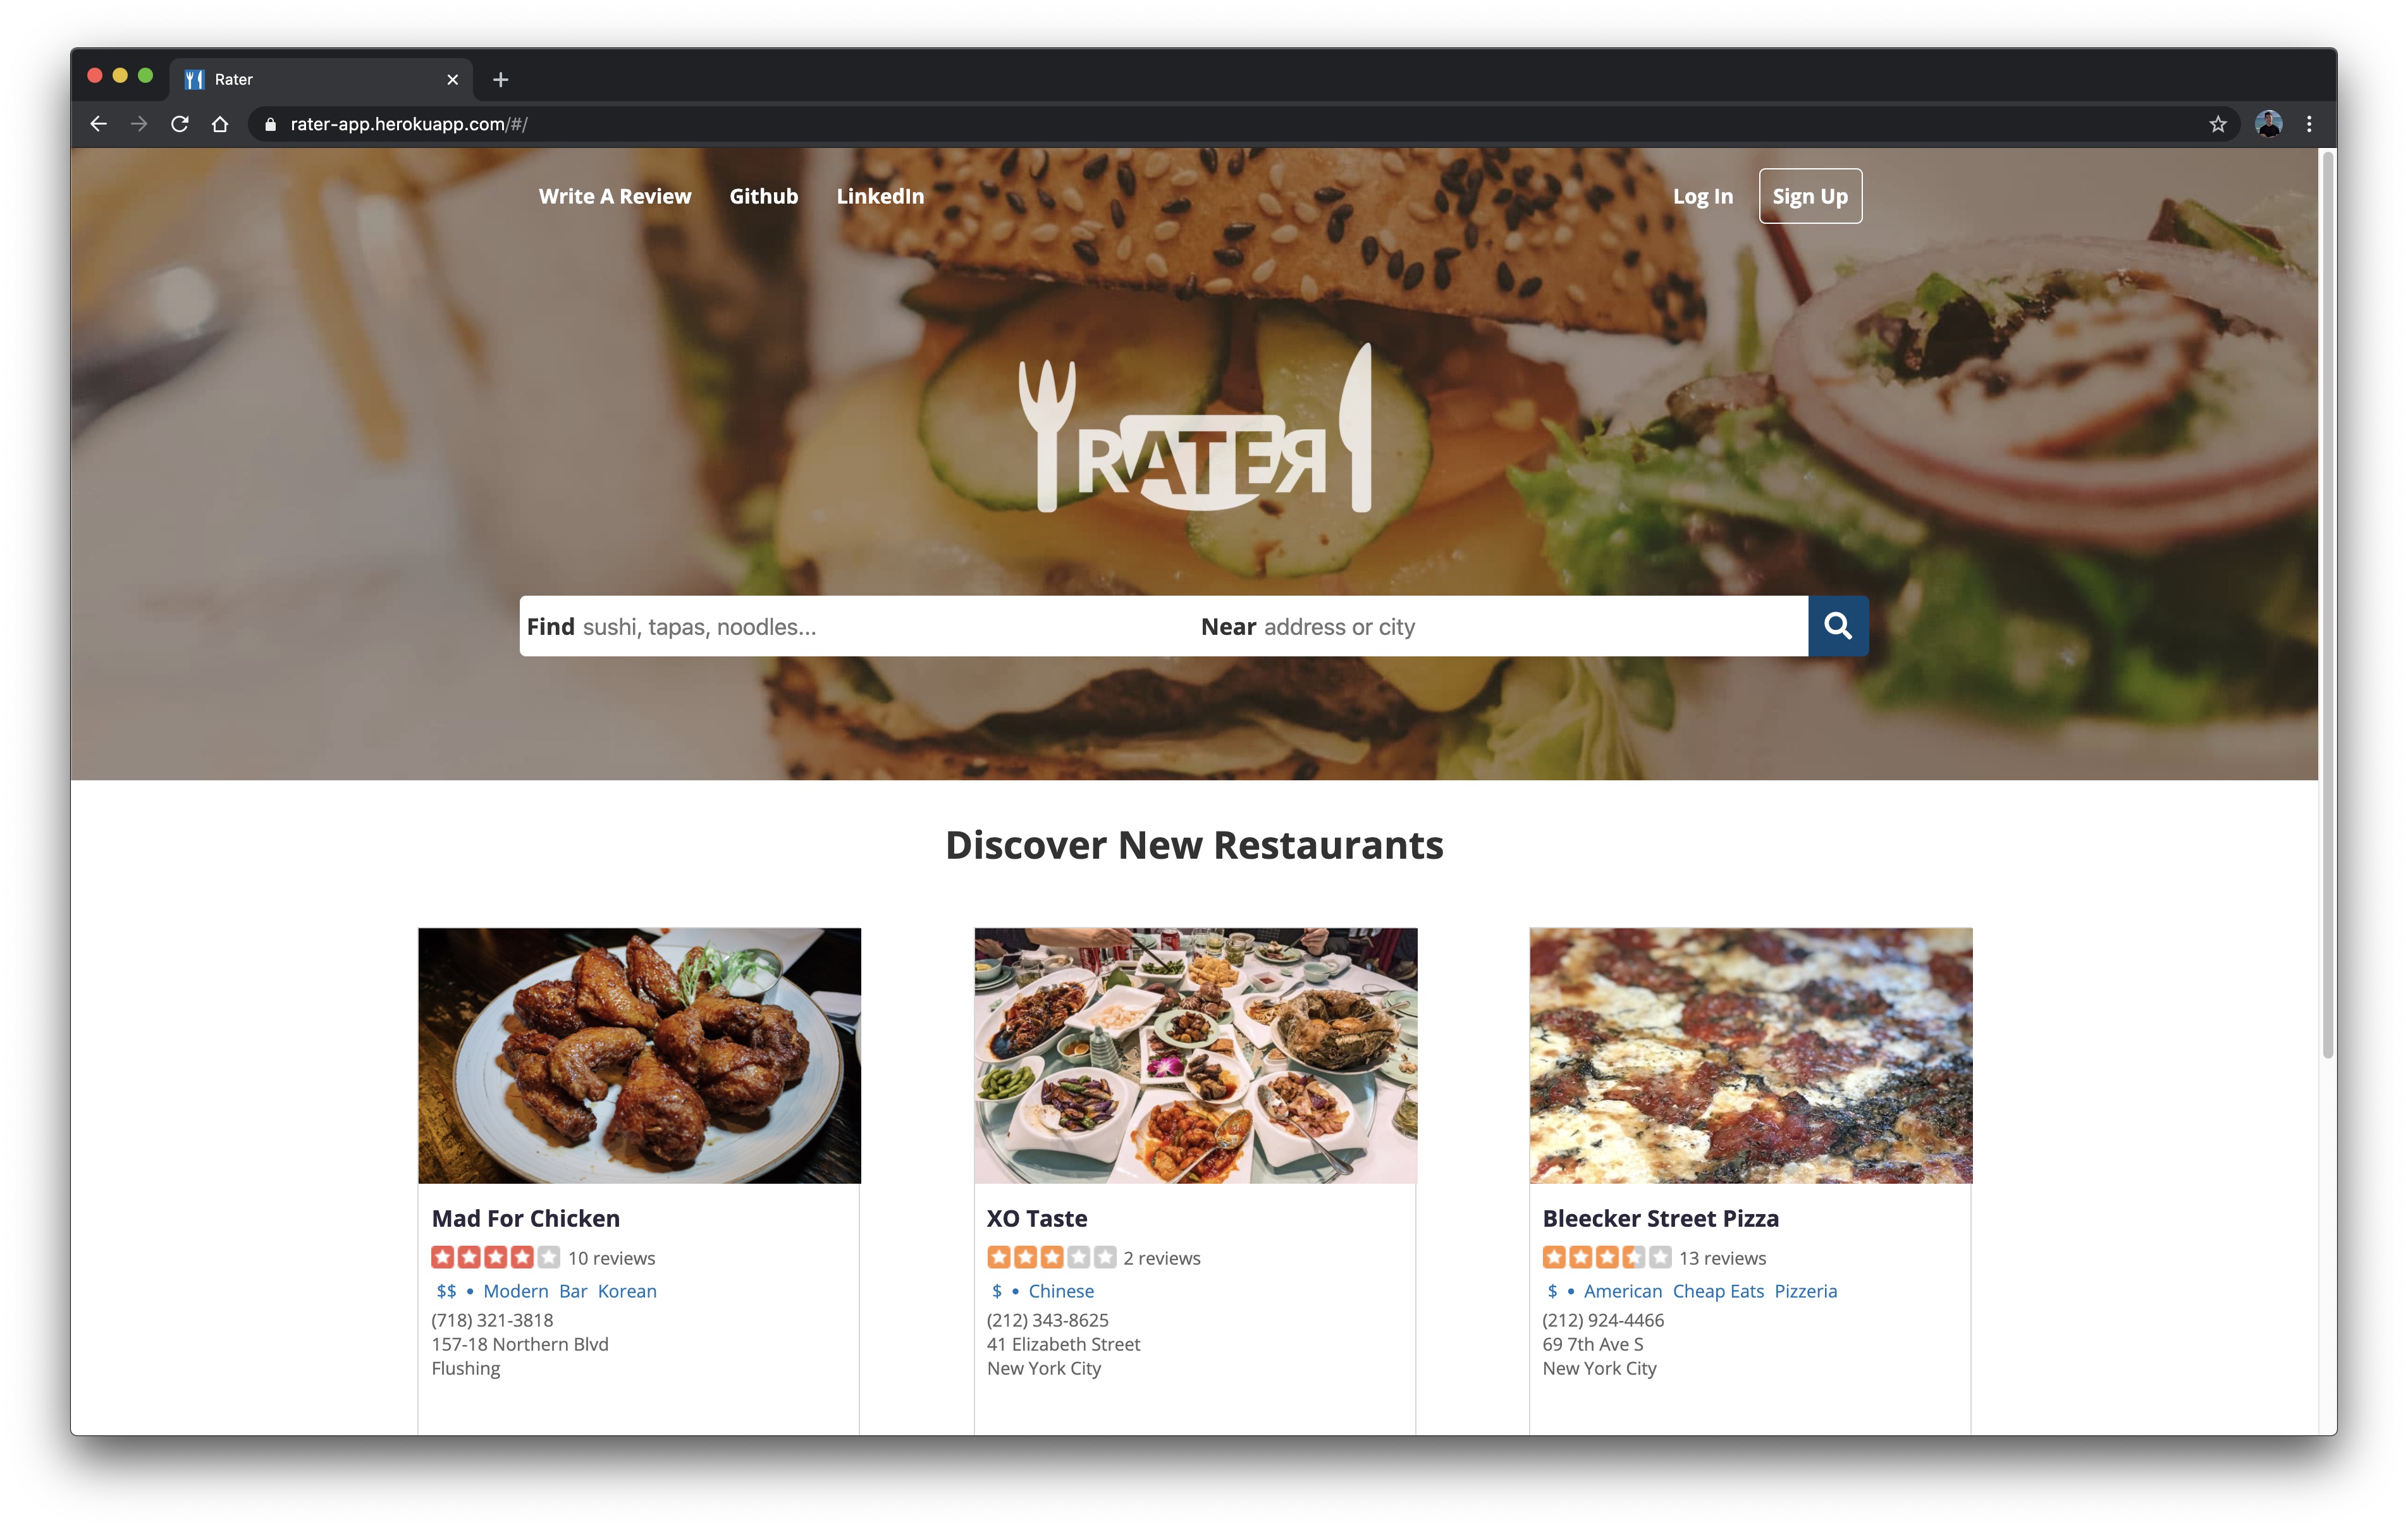 Rater
rater-app.herokuapp.com/#/
Write A Review Github LinkedIn Log In Sign Up
RATER
Find sushi, tapas, noodles... Near address or city
Discover New Restaurants
Mad For Chicken
10 reviews
$$ • Modern Bar Korean
(718) 321-3818
157-18 Northern Blvd
Flushing
XO Taste
2 reviews
$ • Chinese
(212) 343-8625
41 Elizabeth Street
New York City
Bleecker Street Pizza
13 reviews
$ • American Cheap Eats Pizzeria
(212) 924-4466
69 7th Ave S
New York City